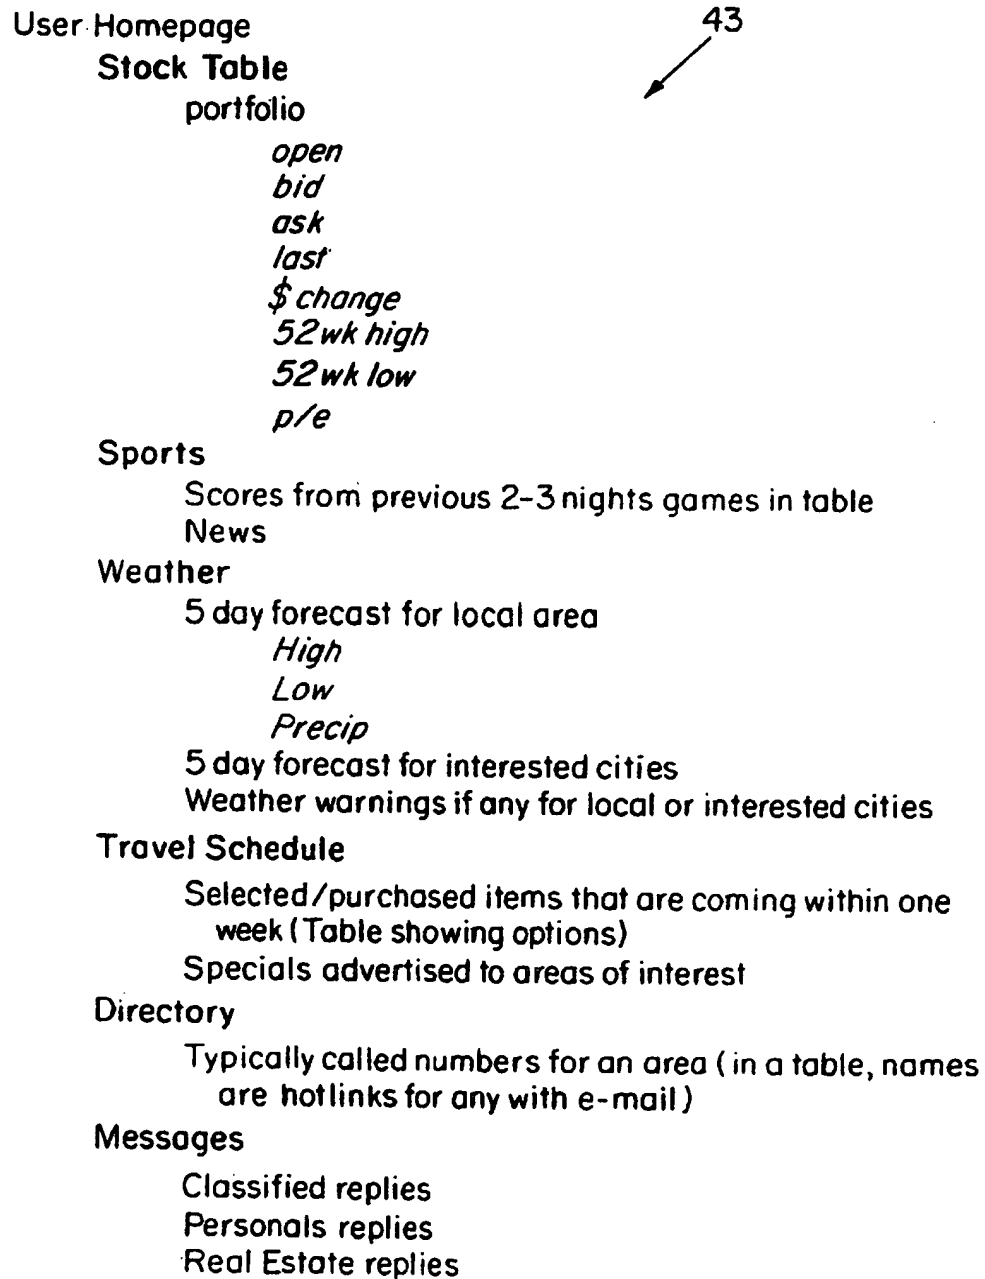 User Homepage
43
Stock Table
portfolio
open
bid
ask
last
$ change
52 wk high
52 wk low
p/e
Sports
Scores from previous 2-3 nights games in table
News
Weather
5 day forecast for local area
High
Low
Precip
5 day forecast for interested cities
Weather warnings if any for local or interested cities
Travel Schedule
Selected/purchased items that are coming within one
week (Table showing options)
Specials advertised to areas of interest
Directory
Typically called numbers for an area (in a table, names
are hotlinks for any with e-mail)
Messages
Classified replies
Personals replies
Real Estate replies